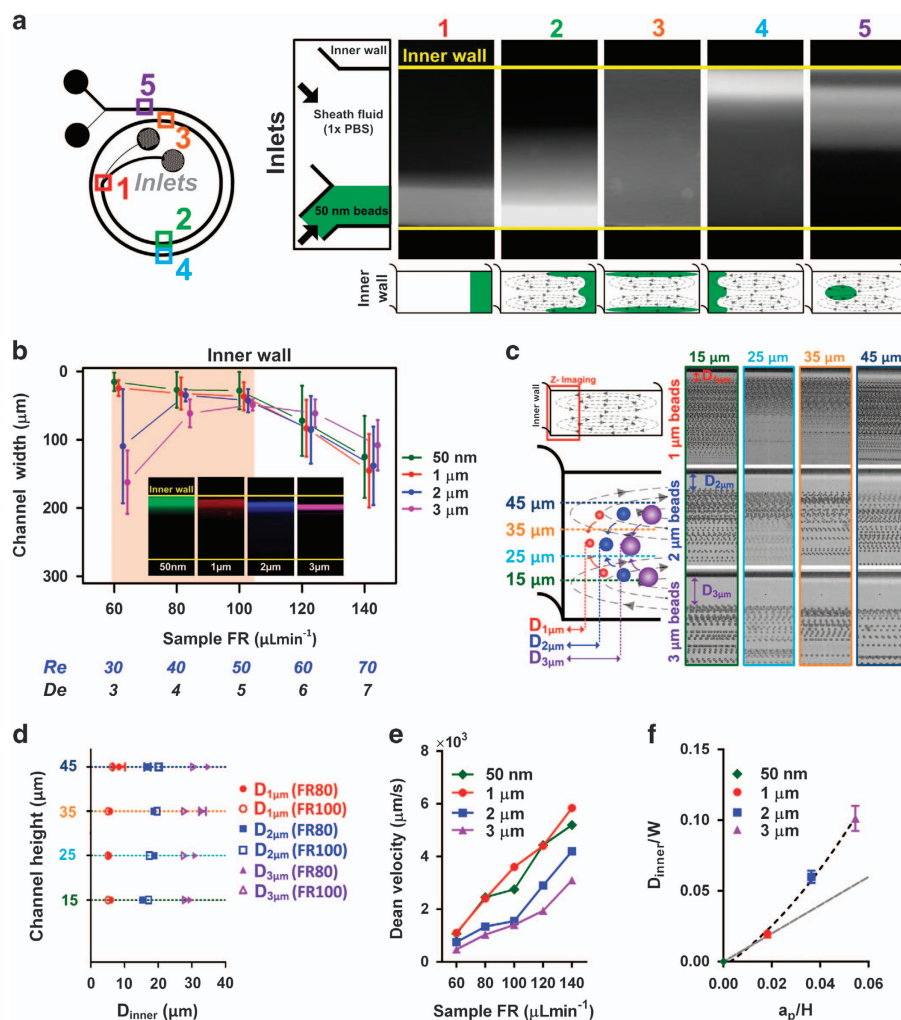 a
1
2
3
4
5
Inlets
5
3
1
2
4
Inlets
Inner wall
Sheath fluid
(1x PBS)
50 nm beads
Inner wall
Inner
wall
b
Inner wall
Channel width (μm)
0
100
200
300
60
80
100
120
140
Sample FR (μLmin⁻¹)
Re 30 40 50 60 70
De 3 4 5 6 7
50 nm
1 μm
2 μm
3 μm
Inner wall
50nm
1μm
2μm
3μm
c
Z- Imaging
Inner wall
45 μm
35 μm
25 μm
15 μm
D1μm
D2μm
D3μm
15 μm
25 μm
35 μm
45 μm
1 μm beads
2 μm beads
3 μm beads
D1μm
D2μm
D3μm
d
Channel height (μm)
45
35
25
15
0 10 20 30 40
Dinner (μm)
D1μm (FR80)
D1μm (FR100)
D2μm (FR80)
D2μm (FR100)
D3μm (FR80)
D3μm (FR100)
e
×10³
Dean velocity (μm/s)
8
6
4
2
0
60 80 100 120 140
Sample FR (μLmin⁻¹)
50 nm
1 μm
2 μm
3 μm
f
Dinner/W
0.15
0.10
0.05
0.00
0.00 0.02 0.04 0.06
ap/H
50 nm
1 μm
2 μm
3 μm